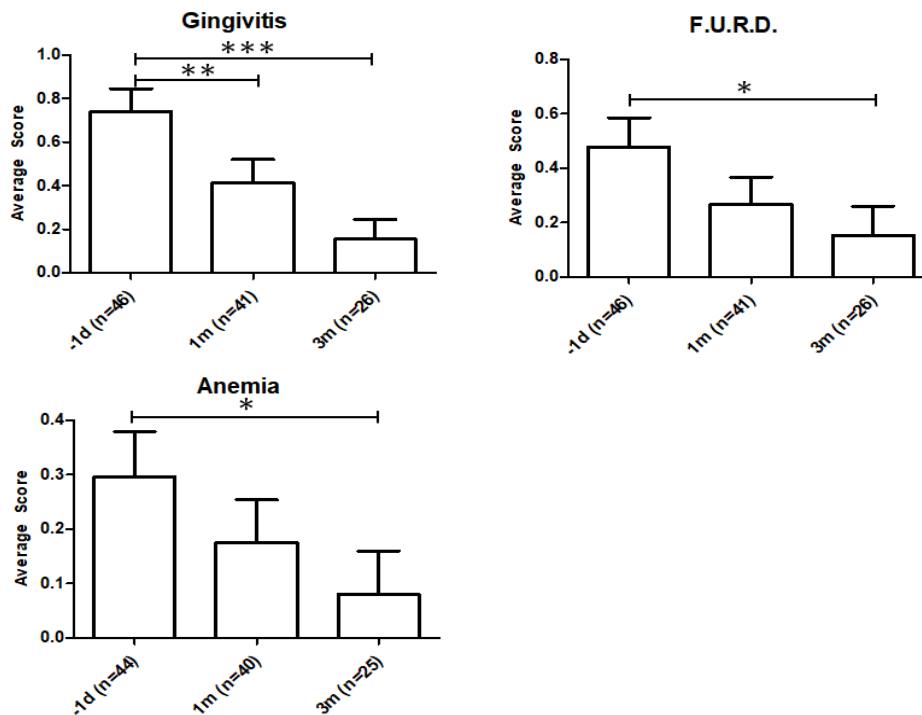 Gingivitis
***
**
1.0
0.8
0.6
0.4
0.2
0.0
Average Score
-1d (n=46)
1m (n=41)
3m (n=26)
F.U.R.D.
*
0.8
0.6
0.4
0.2
0.0
Average Score
-1d (n=46)
1m (n=41)
3m (n=26)
Anemia
*
0.4
0.3
0.2
0.1
0.0
Average Score
-1d (n=44)
1m (n=40)
3m (n=25)